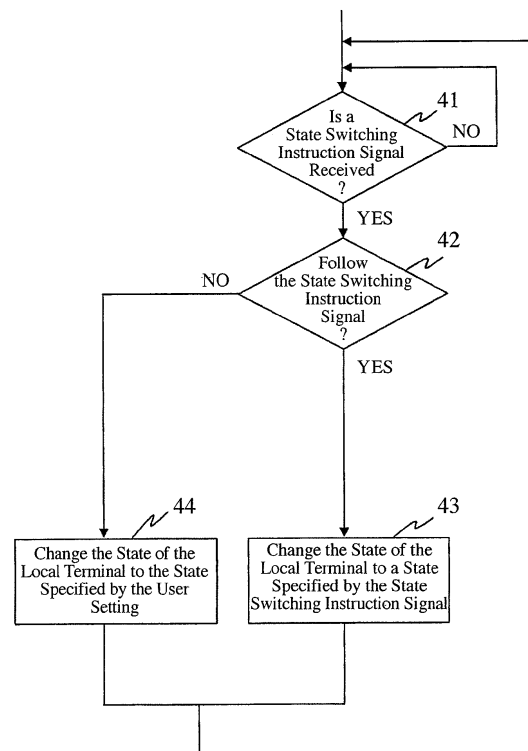 41
Is a
State Switching
Instruction Signal
Received
?
NO
YES
42
Follow
the State Switching
Instruction
Signal
?
NO
YES
44
Change the State of the
Local Terminal to the State
Specified by the User
Setting
43
Change the State of the
Local Terminal to a State
Specified by the State
Switching Instruction Signal